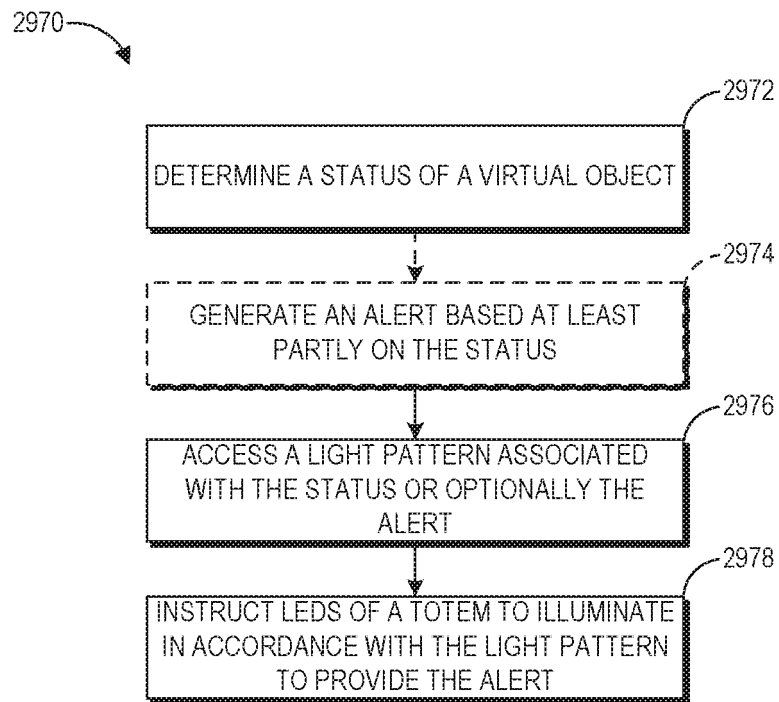 2970
2972
DETERMINE A STATUS OF A VIRTUAL OBJECT
2974
GENERATE AN ALERT BASED AT LEAST
PARTLY ON THE STATUS
2976
ACCESS A LIGHT PATTERN ASSOCIATED
WITH THE STATUS OR OPTIONALLY THE
ALERT
2978
INSTRUCT LEDS OF A TOTEM TO ILLUMINATE
IN ACCORDANCE WITH THE LIGHT PATTERN
TO PROVIDE THE ALERT